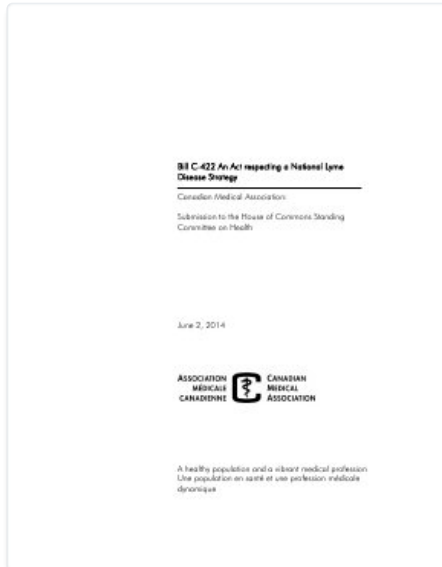 Bill C-422 An Act respecting a National Lyme
Disease Strategy
Canadian Medical Association
Submission to the House of Commons Standing
Committee on Health
June 2, 2014
ASSOCIATION
MÉDICALE
CANADIENNE
CANADIAN
MEDICAL
ASSOCIATION
A healthy population and a vibrant medical profession
Une population en santé et une profession médicale
dynamique